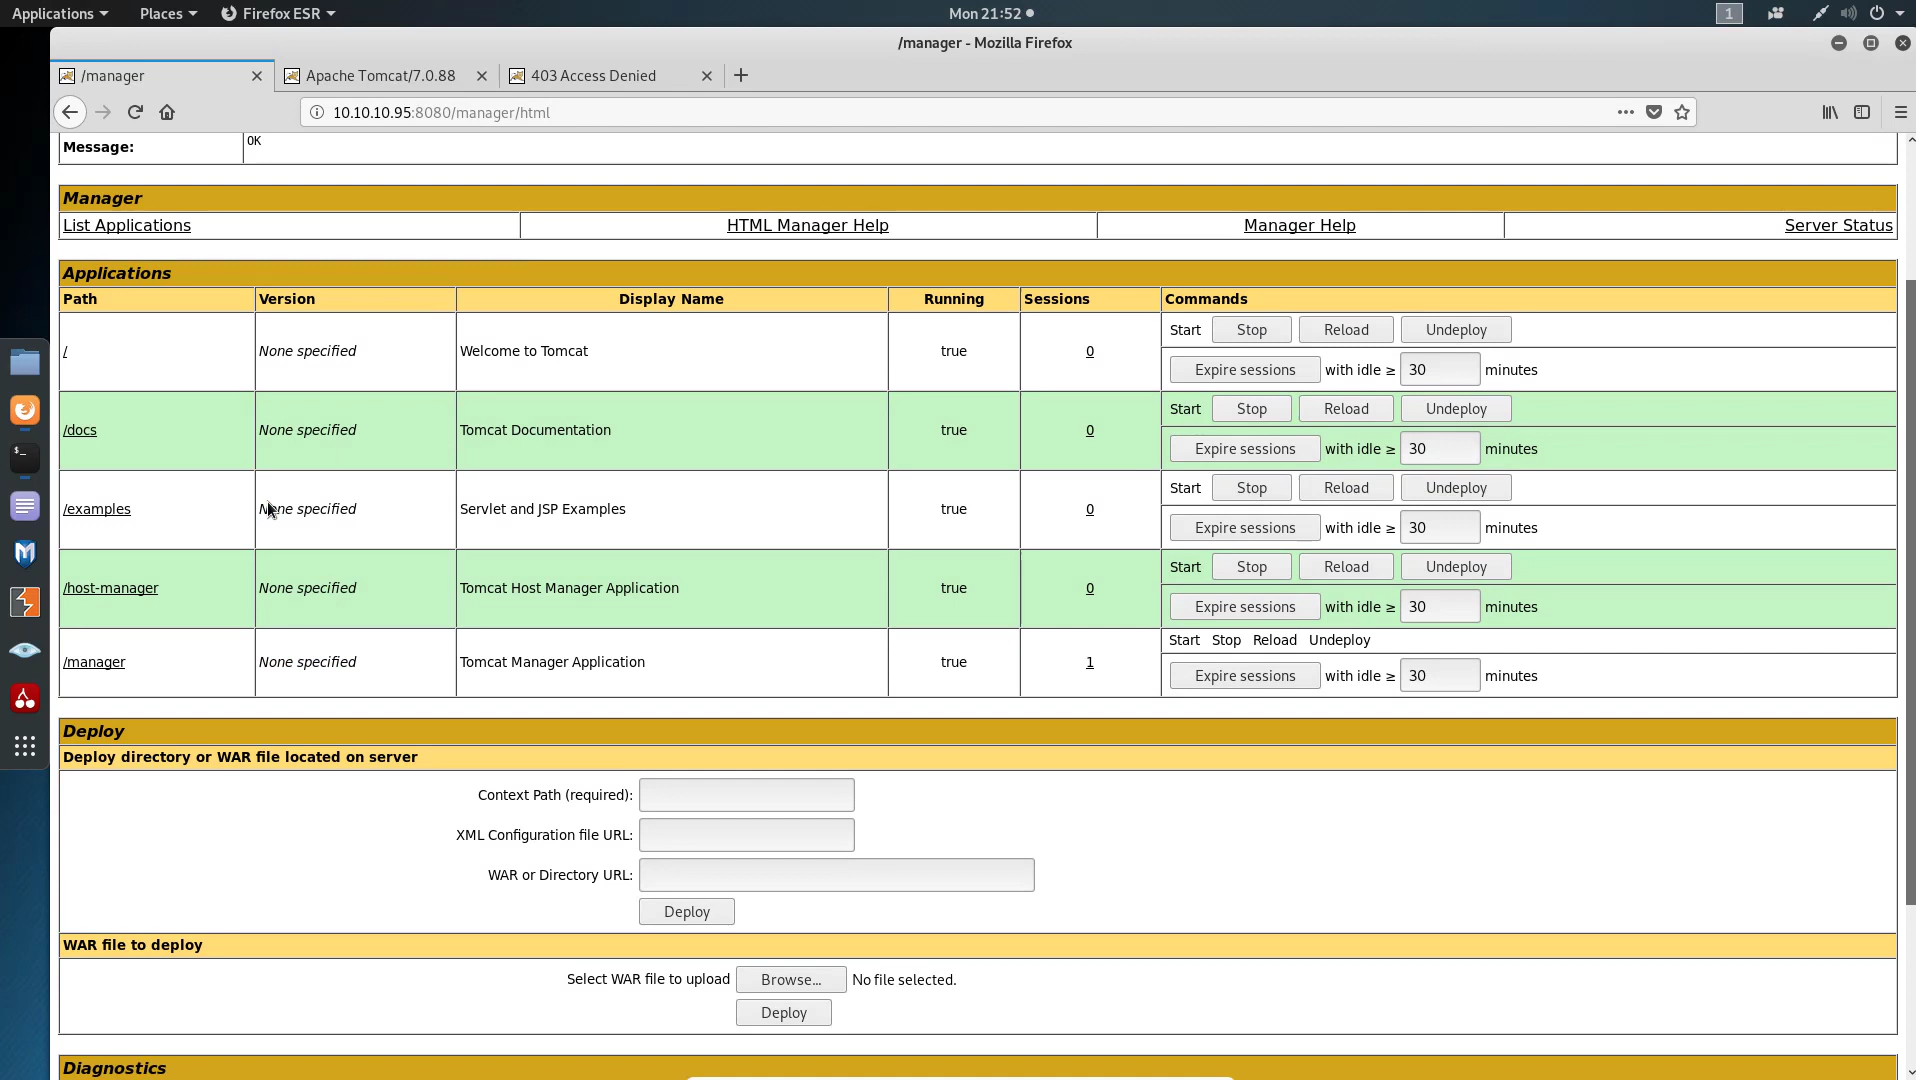 Applications Places Firefox ESR Mon 21:52 1
/manager - Mozilla Firefox
/manager Apache Tomcat/7.0.88 403 Access Denied
10.10.10.95:8080/manager/html
Message: OK
Manager
List Applications HTML Manager Help Manager Help Server Status
Applications
Path Version Display Name Running Sessions Commands
/ None specified Welcome to Tomcat true 0 Start Stop Reload Undeploy
Expire sessions with idle ≥ 30 minutes
/docs None specified Tomcat Documentation true 0 Start Stop Reload Undeploy
Expire sessions with idle ≥ 30 minutes
/examples None specified Servlet and JSP Examples true 0 Start Stop Reload Undeploy
Expire sessions with idle ≥ 30 minutes
/host-manager None specified Tomcat Host Manager Application true 0 Start Stop Reload Undeploy
Expire sessions with idle ≥ 30 minutes
/manager None specified Tomcat Manager Application true 1 Start Stop Reload Undeploy
Expire sessions with idle ≥ 30 minutes
Deploy
Deploy directory or WAR file located on server
Context Path (required):
XML Configuration file URL:
WAR or Directory URL:
Deploy
WAR file to deploy
Select WAR file to upload Browse... No file selected.
Deploy
Diagnostics